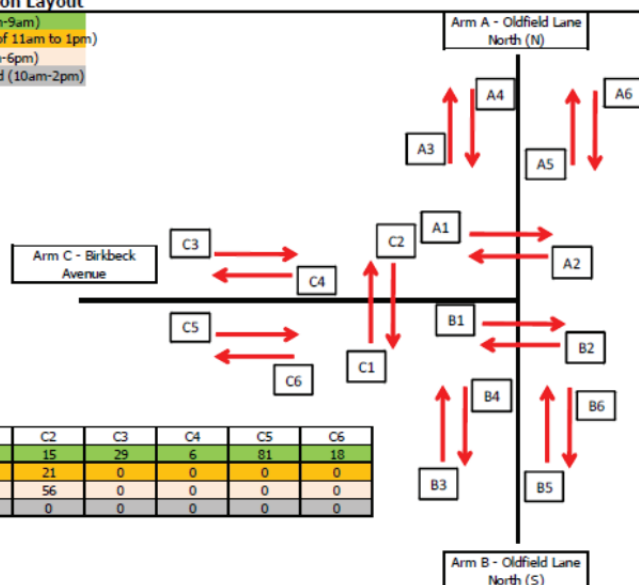 on Layout
-9am)
of 11am to 1pm)
-6pm)
d (10am-2pm)
Arm A - Oldfield Lane
North (N)
A4
A6
A3
A5
A1
C3
C2
Arm C - Birkbeck
Avenue
A2
C4
B1
C5
B2
C1
C6
B4
B6
C2 C3 C4 C5 C6
15 29 6 81 18
21 0 0 0 0
56 0 0 0 0
0 0 0 0 0
B3
B5
Arm B - Oldfield Lane
North (S)